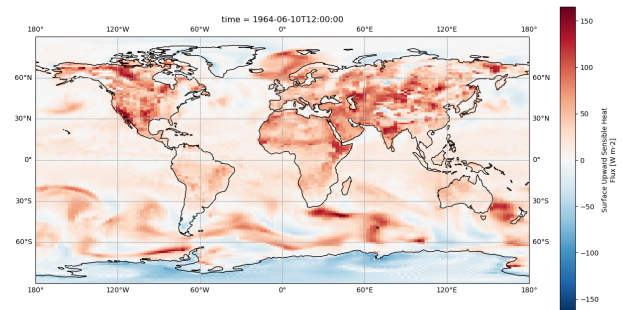 time = 1964-06-10T12:00:00
180° 120°W 60°W 0° 60°E 120°E 180°
60°N 60°N
30°N 30°N
0° 0°
30°S 30°S
60°S 60°S
180° 120°W 60°W 0° 60°E 120°E 180°
150
100
50
0
−50
−100
−150
Surface Upward Sensible Heat
Flux [W m-2]